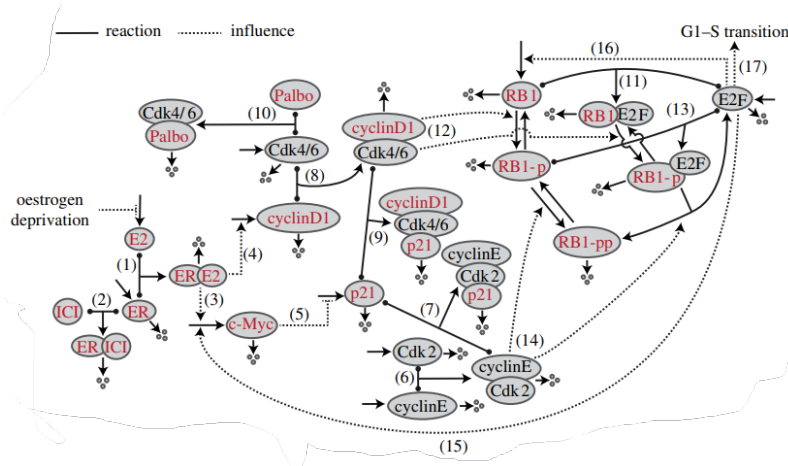 reaction
influence
G1–S transition
(16)
(17)
Palbo
Cdk4/6
Palbo
(10)
Cdk4/6
cyclinD1
Cdk4/6
(12)
RB1
(11)
RB1 E2F
(13)
E2F
RB1-p
E2F
RB1-p
RB1-pp
(8)
cyclinD1
oestrogen
deprivation
E2
(1)
ER E2
(4)
(3)
ICI
(2)
ER
ER ICI
c-Myc
(5)
p21
(9)
cyclinD1
Cdk4/6
p21
cyclinE
Cdk2
p21
(7)
Cdk2
(6)
cyclinE
cyclinE
Cdk2
(14)
(15)